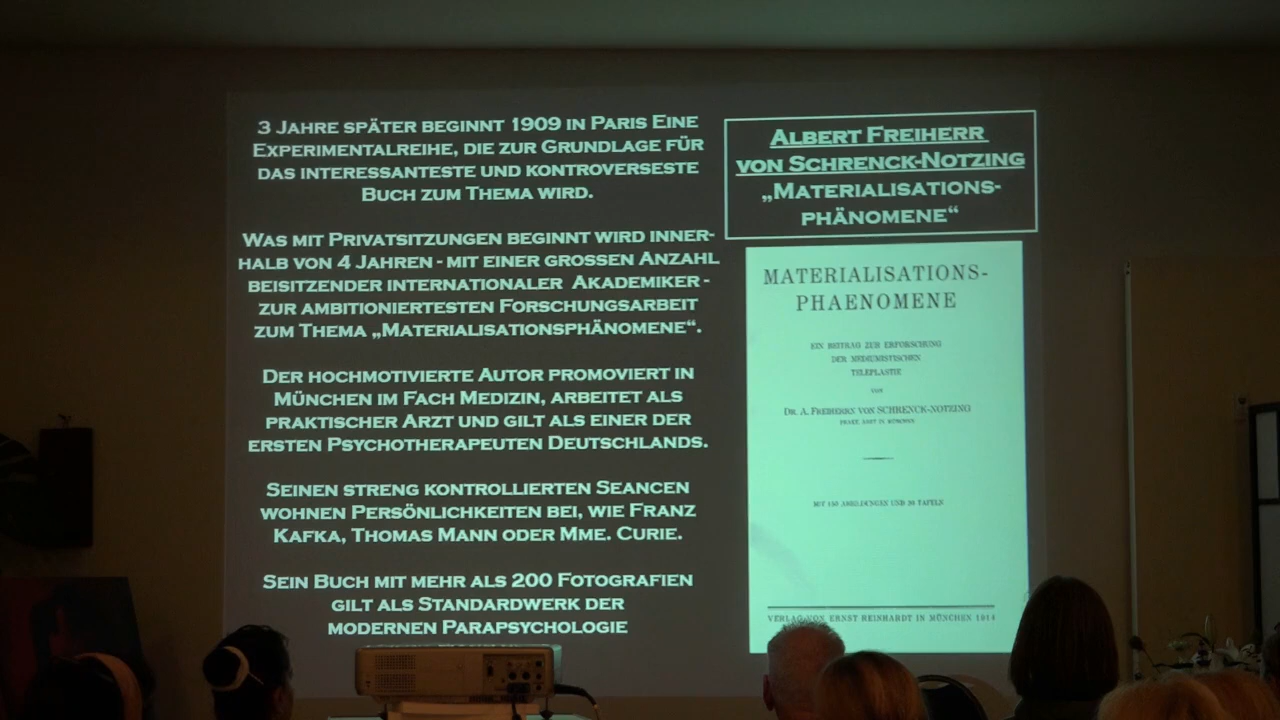 3 JAHRE SPÄTER BEGINNT 1909 IN PARIS EINE
EXPERIMENTALREIHE, DIE ZUR GRUNDLAGE FÜR
DAS INTERESSANTESTE UND KONTROVERSESTE
BUCH ZUM THEMA WIRD.
WAS MIT PRIVATSITZUNGEN BEGINNT WIRD INNER-
HALB VON 4 JAHREN - MIT EINER GROSSEN ANZAHL
BEISITZENDER INTERNATIONALER AKADEMIKER -
ZUR AMBITIONIERTESTEN FORSCHUNGSARBEIT
ZUM THEMA „MATERIALISATIONSPHÄNOMENE“.
DER HOCHMOTIVIERTE AUTOR PROMOVIERT IN
MÜNCHEN IM FACH MEDIZIN, ARBEITET ALS
PRAKTISCHER ARZT UND GILT ALS EINER DER
ERSTEN PSYCHOTHERAPEUTEN DEUTSCHLANDS.
SEINEN STRENG KONTROLLIERTEN SEANCEN
WOHNEN PERSÖNLICHKEITEN BEI, WIE FRANZ
KAFKA, THOMAS MANN ODER MME. CURIE.
SEIN BUCH MIT MEHR ALS 200 FOTOGRAFIEN
GILT ALS STANDARDWERK DER
MODERNEN PARAPSYCHOLOGIE
ALBERT FREIHERR
VON SCHRENCK-NOTZING
„MATERIALISATIONS-
PHÄNOMENE“
MATERIALISATIONS-
PHAENOMENE
EIN BEITRAG ZUR ERFORSCHUNG
DER MEDIUMISTISCHEN
TELEPLASTIE
VON
DR. A. FREIHERRN VON SCHRENCK-NOTZING
PRAKT. ARZT IN MÜNCHEN
MIT 150 ABBILDUNGEN UND 30 TAFELN
VERLAG VON ERNST REINHARDT IN MÜNCHEN 1914